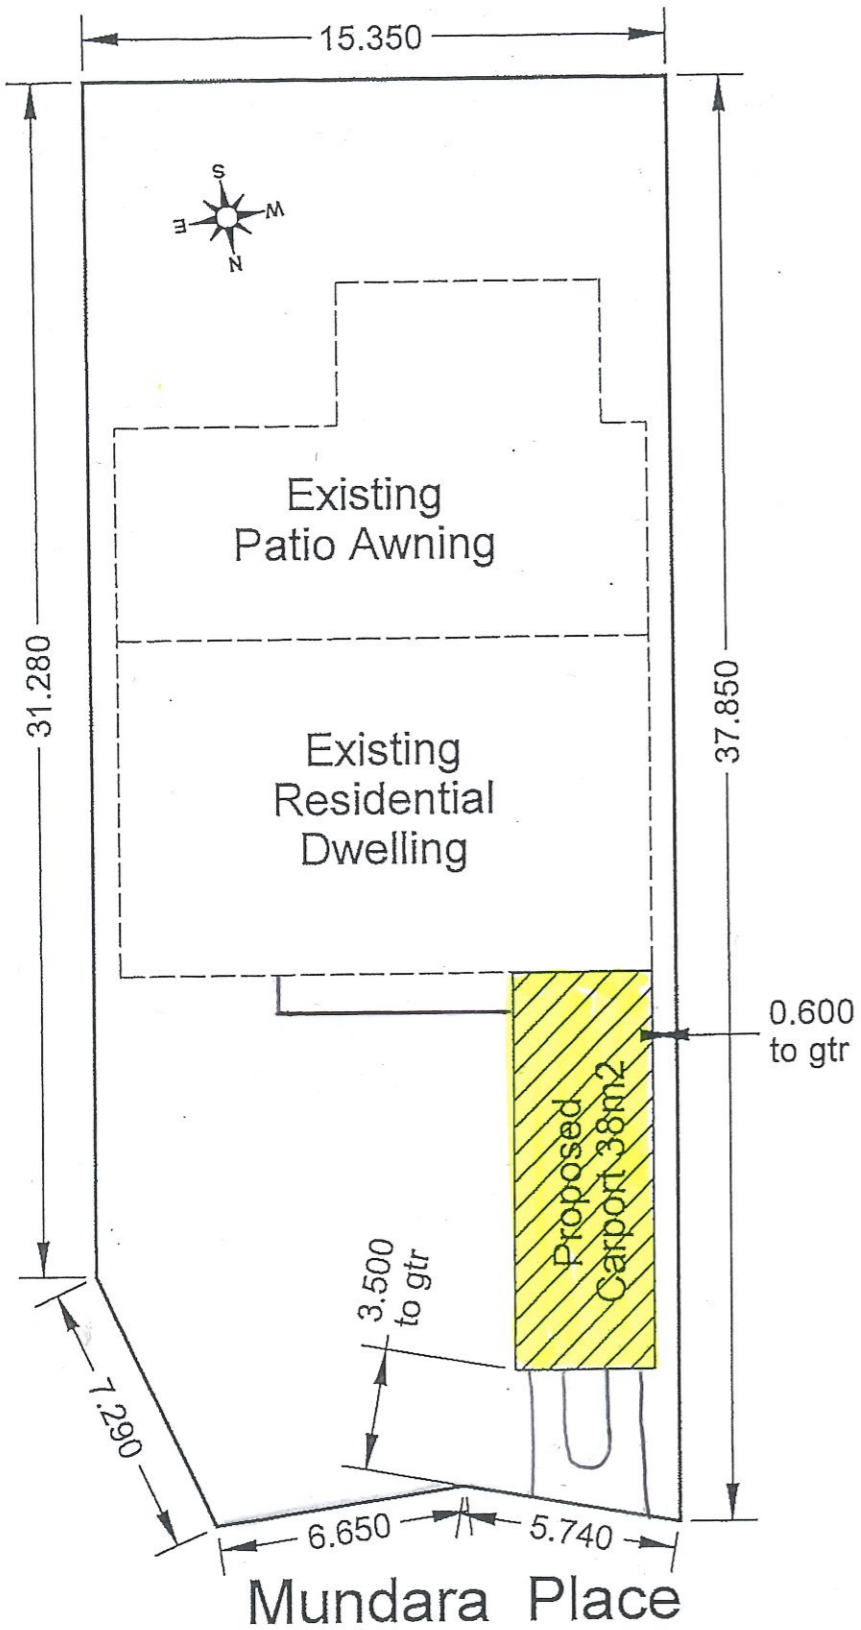 15.350
S
E
W
N
Existing
Patio Awning
31.280
37.850
Existing
Residential
Dwelling
0.600
to gtr
Proposed
Carport 38m2
3.500
to gtr
7.290
6.650
5.740
Mundara Place